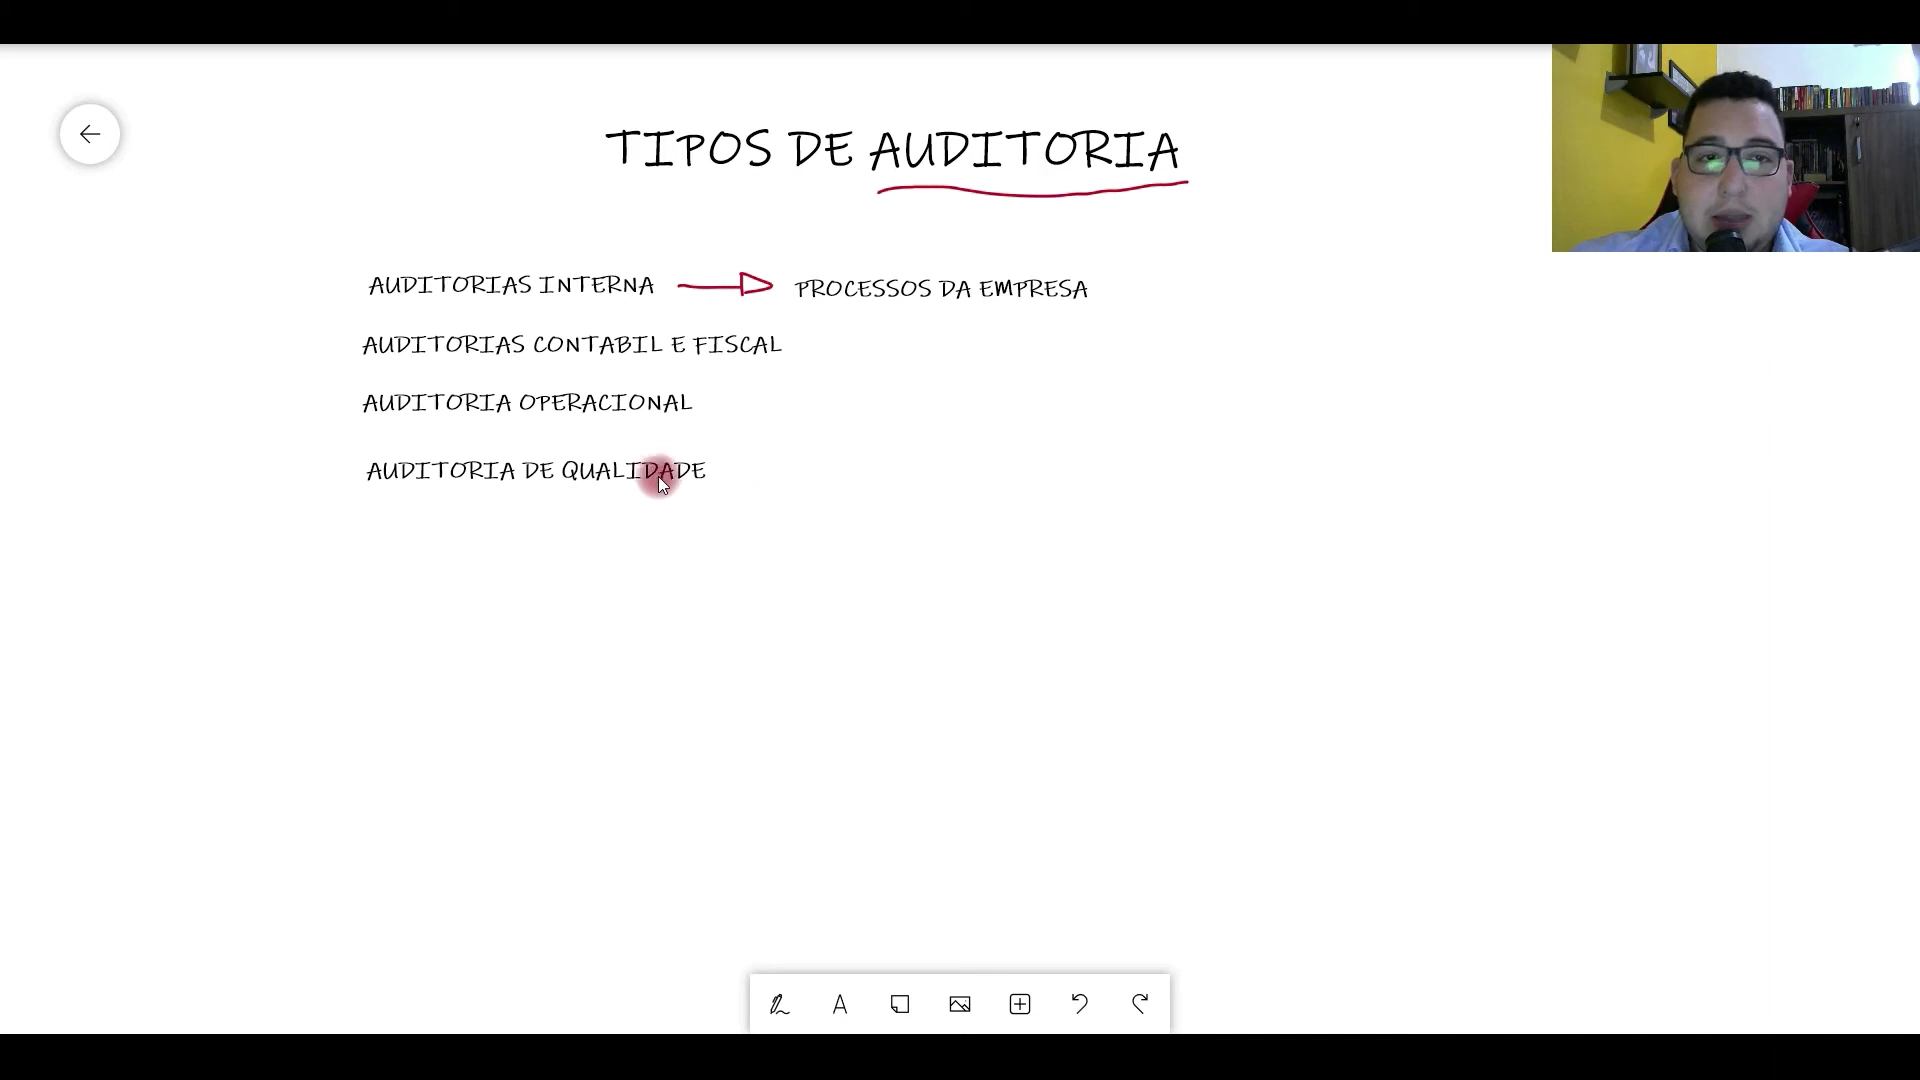 TIPOS DE AUDITORIA
AUDITORIAS INTERNA
PROCESSOS DA EMPRESA
AUDITORIAS CONTABIL E FISCAL
AUDITORIA OPERACIONAL
AUDITORIA DE QUALIDADE